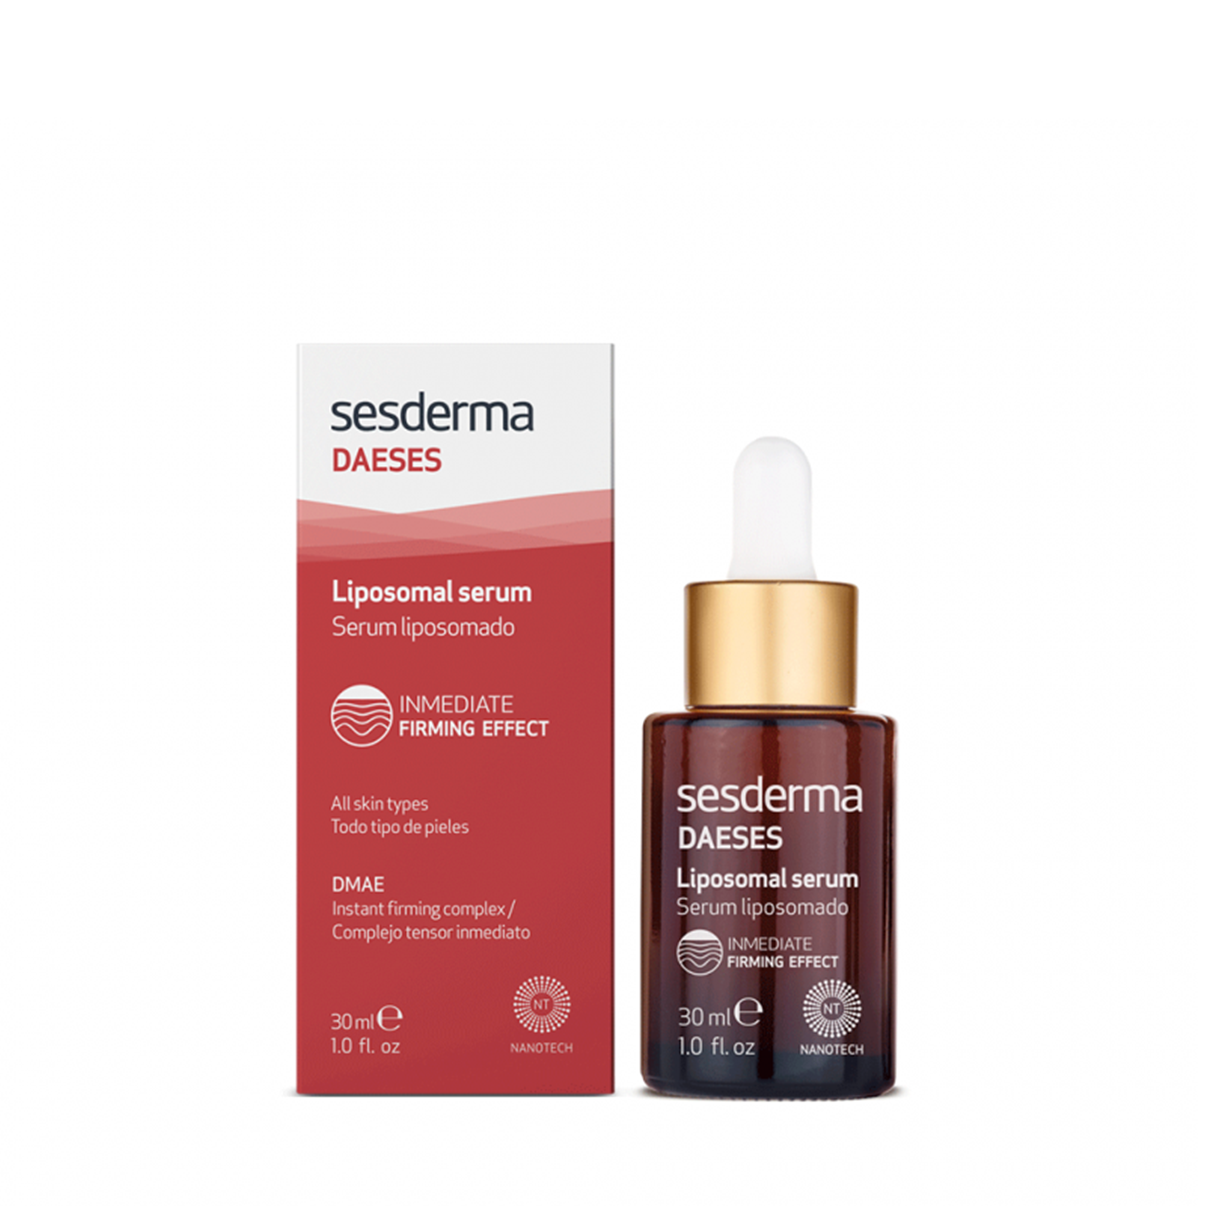 sesderma
DAESES
Liposomal serum
Serum liposomado
INMEDIATE
FIRMING EFFECT
All skin types
Todo tipo de pieles
DMAE
Instant firming complex /
Complejo tensor inmediato
30 ml e
1.0 fl. oz
NT
NANOTECH
sesderma
DAESES
Liposomal serum
Serum liposomado
INMEDIATE
FIRMING EFFECT
30 ml e
1.0 fl. oz
NT
NANOTECH